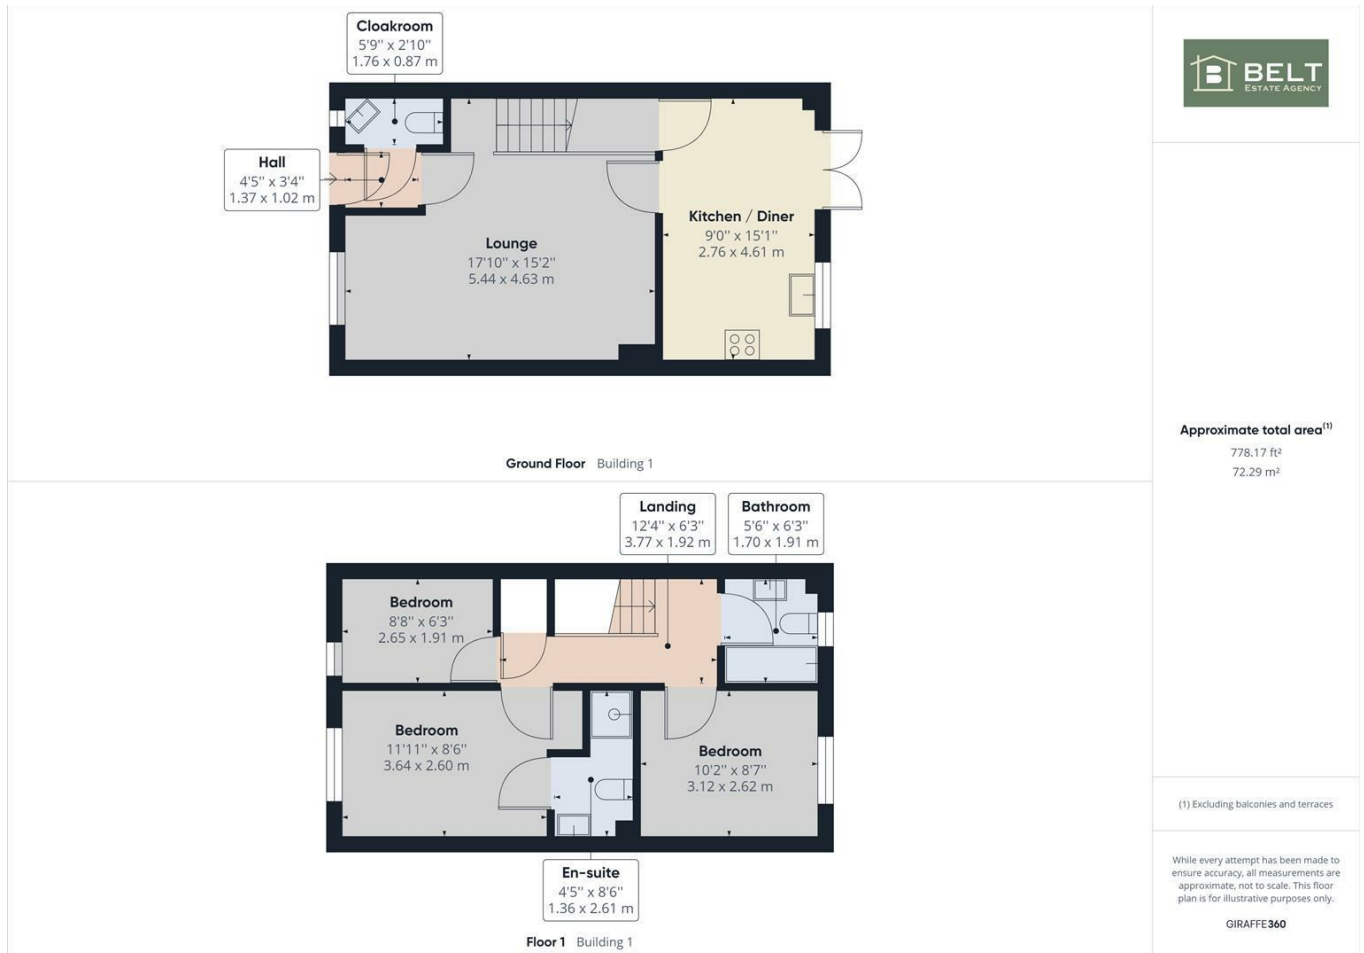 Cloakroom
5'9" x 2'10"
1.76 x 0.87 m
Hall
4'5" x 3'4"
1.37 x 1.02 m
Lounge
17'10" x 15'2"
5.44 x 4.63 m
Kitchen / Diner
9'0" x 15'1"
2.76 x 4.61 m
Ground Floor Building 1
Landing
12'4" x 6'3"
3.77 x 1.92 m
Bathroom
5'6" x 6'3"
1.70 x 1.91 m
Bedroom
8'8" x 6'3"
2.65 x 1.91 m
Bedroom
11'11" x 8'6"
3.64 x 2.60 m
Bedroom
10'2" x 8'7"
3.12 x 2.62 m
En-suite
4'5" x 8'6"
1.36 x 2.61 m
Floor 1 Building 1
B BELT
ESTATE AGENCY
Approximate total area(1)
778.17 ft²
72.29 m²
(1) Excluding balconies and terraces
While every attempt has been made to
ensure accuracy, all measurements are
approximate, not to scale. This floor
plan is for illustrative purposes only.
GIRAFFE360